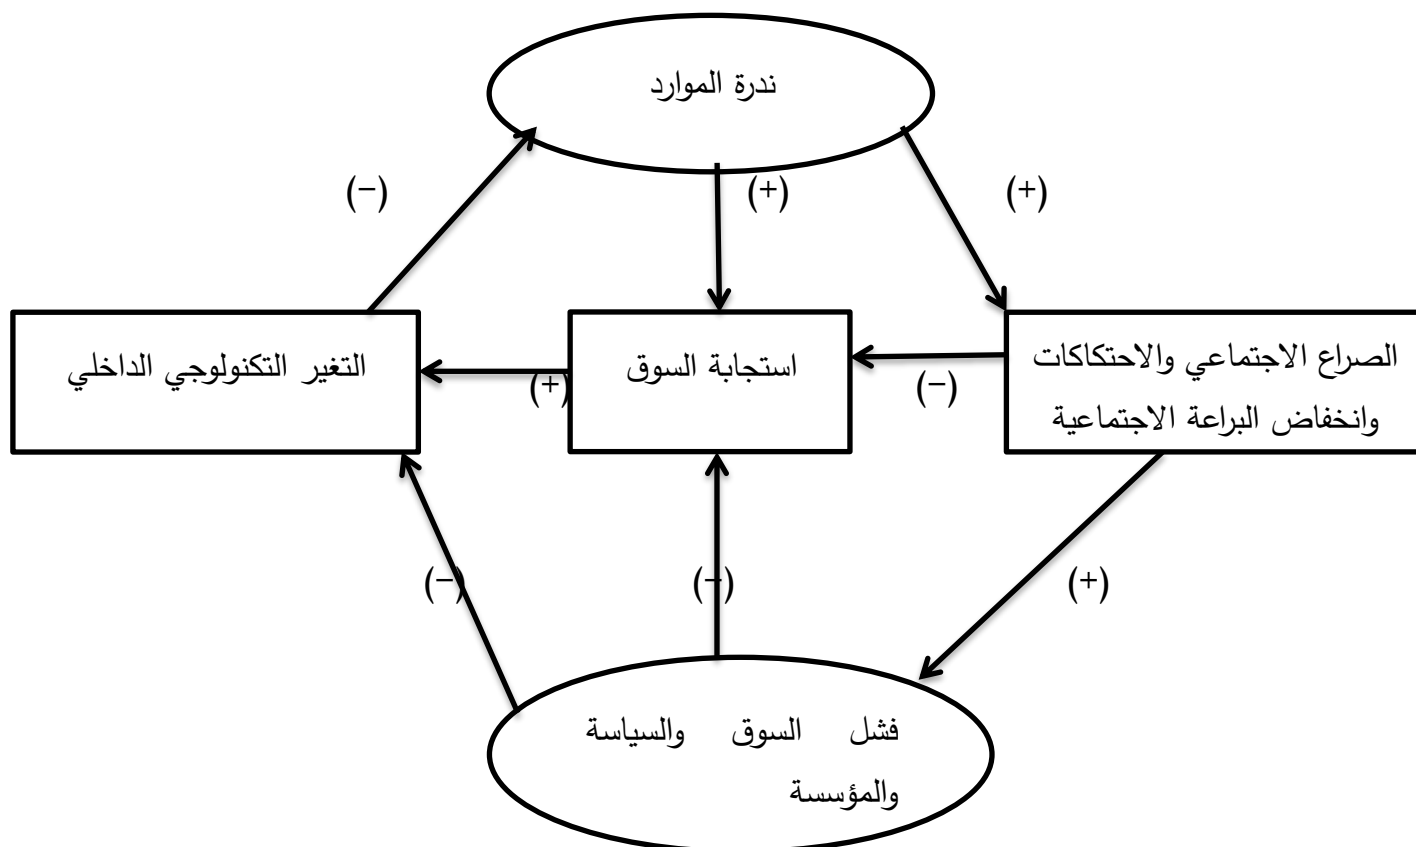 ندرة الموارد
(+)
(+)
(−)
الصراع الاجتماعي والاحتكاكات
وانخفاض البراعة الاجتماعية
استجابة السوق
التغير التكنولوجي الداخلي
(−)
(+)
(+)
(−)
(−)
فشل السوق والسياسة
والمؤسسة